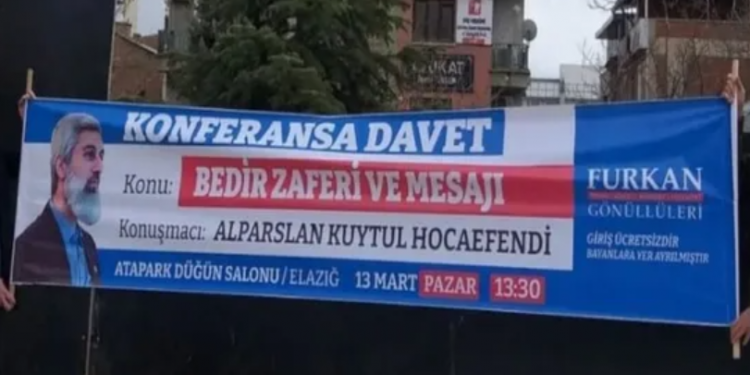 KONFERANSA DAVET
Konu: BEDİR ZAFERİ VE MESAJI
Konuşmacı: ALPARSLAN KUYTUL HOCAEFENDİ
ATAPARK DÜĞÜN SALONU / ELAZIĞ 13 MART PAZAR 13:30
FURKAN
GÖNÜLLÜLERİ
GİRİŞ ÜCRETSİZDİR
BAYANLARA YER AYRILMIŞTIR